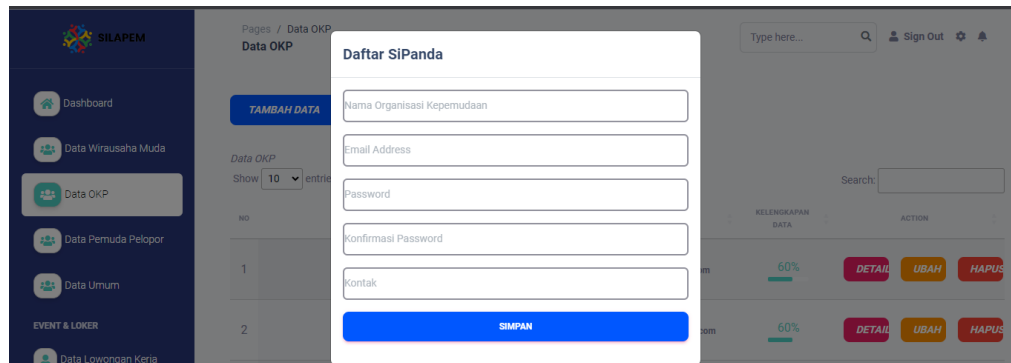 SILAPEM
Dashboard
Data Wirausaha Muda
Data OKP
Data Pemuda Pelopor
Data Umum
EVENT & LOKER
Data Lowongan Kerja
Pages / Data OKP
Data OKP
Type here...
Sign Out
TAMBAH DATA
Data OKP
Show 10 entrie
Search:
NO
KELENGKAPAN DATA
ACTION
1
om
60%
DETAIL
UBAH
HAPUS
2
com
60%
DETAIL
UBAH
HAPUS
Daftar SiPanda
Nama Organisasi Kepemudaan
Email Address
Password
Konfirmasi Password
Kontak
SIMPAN